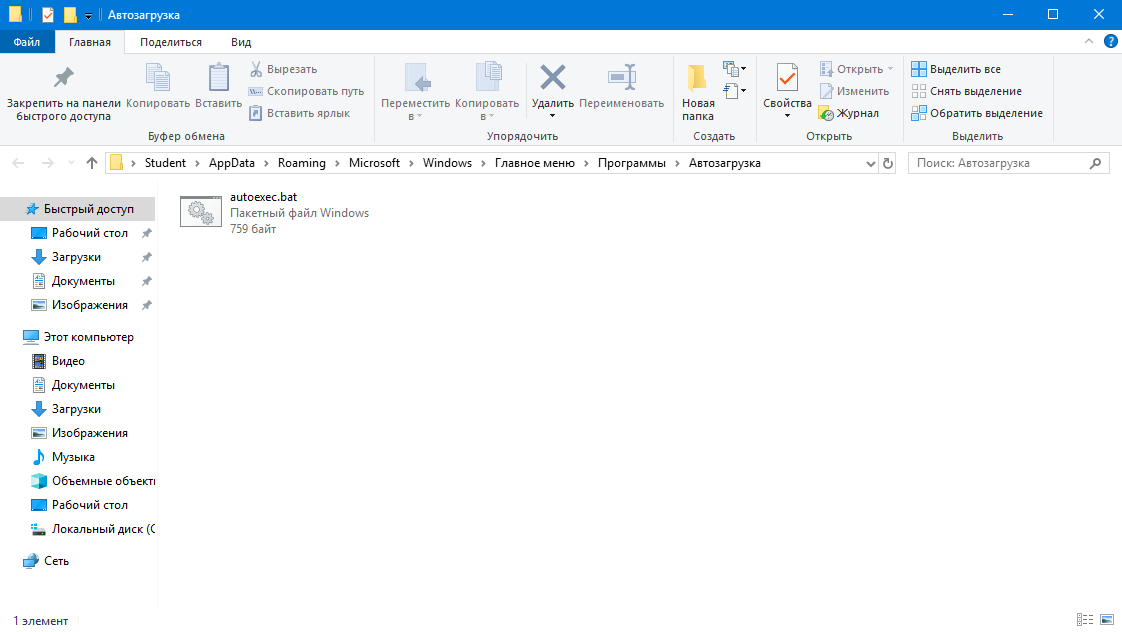 Автозагрузка
Файл
Главная
Поделиться
Вид
Закрепить на панели
быстрого доступа
Копировать
Вставить
Вырезать
Скопировать путь
Вставить ярлык
Буфер обмена
Переместить
в
Копировать
в
Удалить
Переименовать
Упорядочить
Новая
папка
Создать
Свойства
Открыть
Изменить
Журнал
Открыть
Выделить все
Снять выделение
Обратить выделение
Выделить
Student › AppData › Roaming › Microsoft › Windows › Главное меню › Программы › Автозагрузка
Поиск: Автозагрузка
Быстрый доступ
Рабочий стол
Загрузки
Документы
Изображения
Этот компьютер
Видео
Документы
Загрузки
Изображения
Музыка
Объемные объекты
Рабочий стол
Локальный диск (C
Сеть
autoexec.bat
Пакетный файл Windows
759 байт
1 элемент